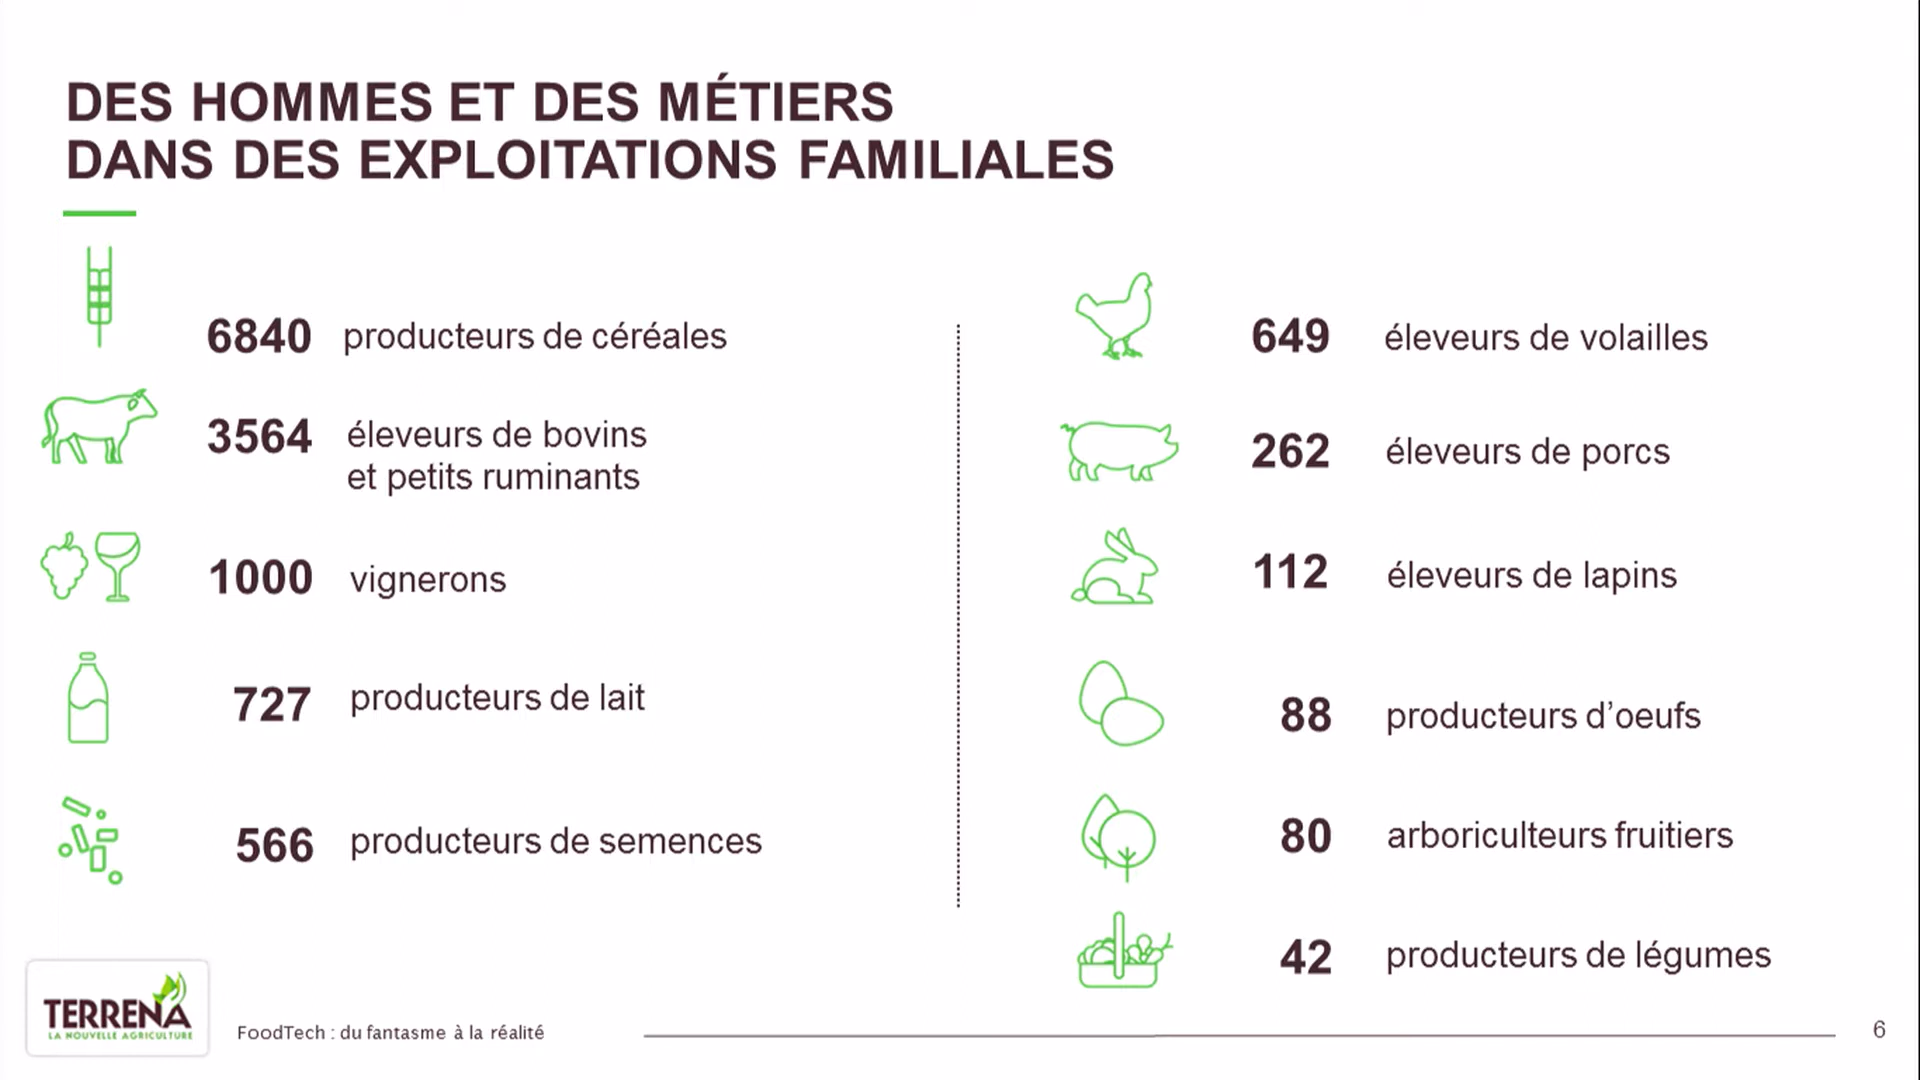 DES HOMMES ET DES MÉTIERS
DANS DES EXPLOITATIONS FAMILIALES
6840 producteurs de céréales
3564 éleveurs de bovins
et petits ruminants
1000 vignerons
727 producteurs de lait
566 producteurs de semences
649 éleveurs de volailles
262 éleveurs de porcs
112 éleveurs de lapins
88 producteurs d’oeufs
80 arboriculteurs fruitiers
42 producteurs de légumes
TERRENA
LA NOUVELLE AGRICULTURE
FoodTech : du fantasme à la réalité
6